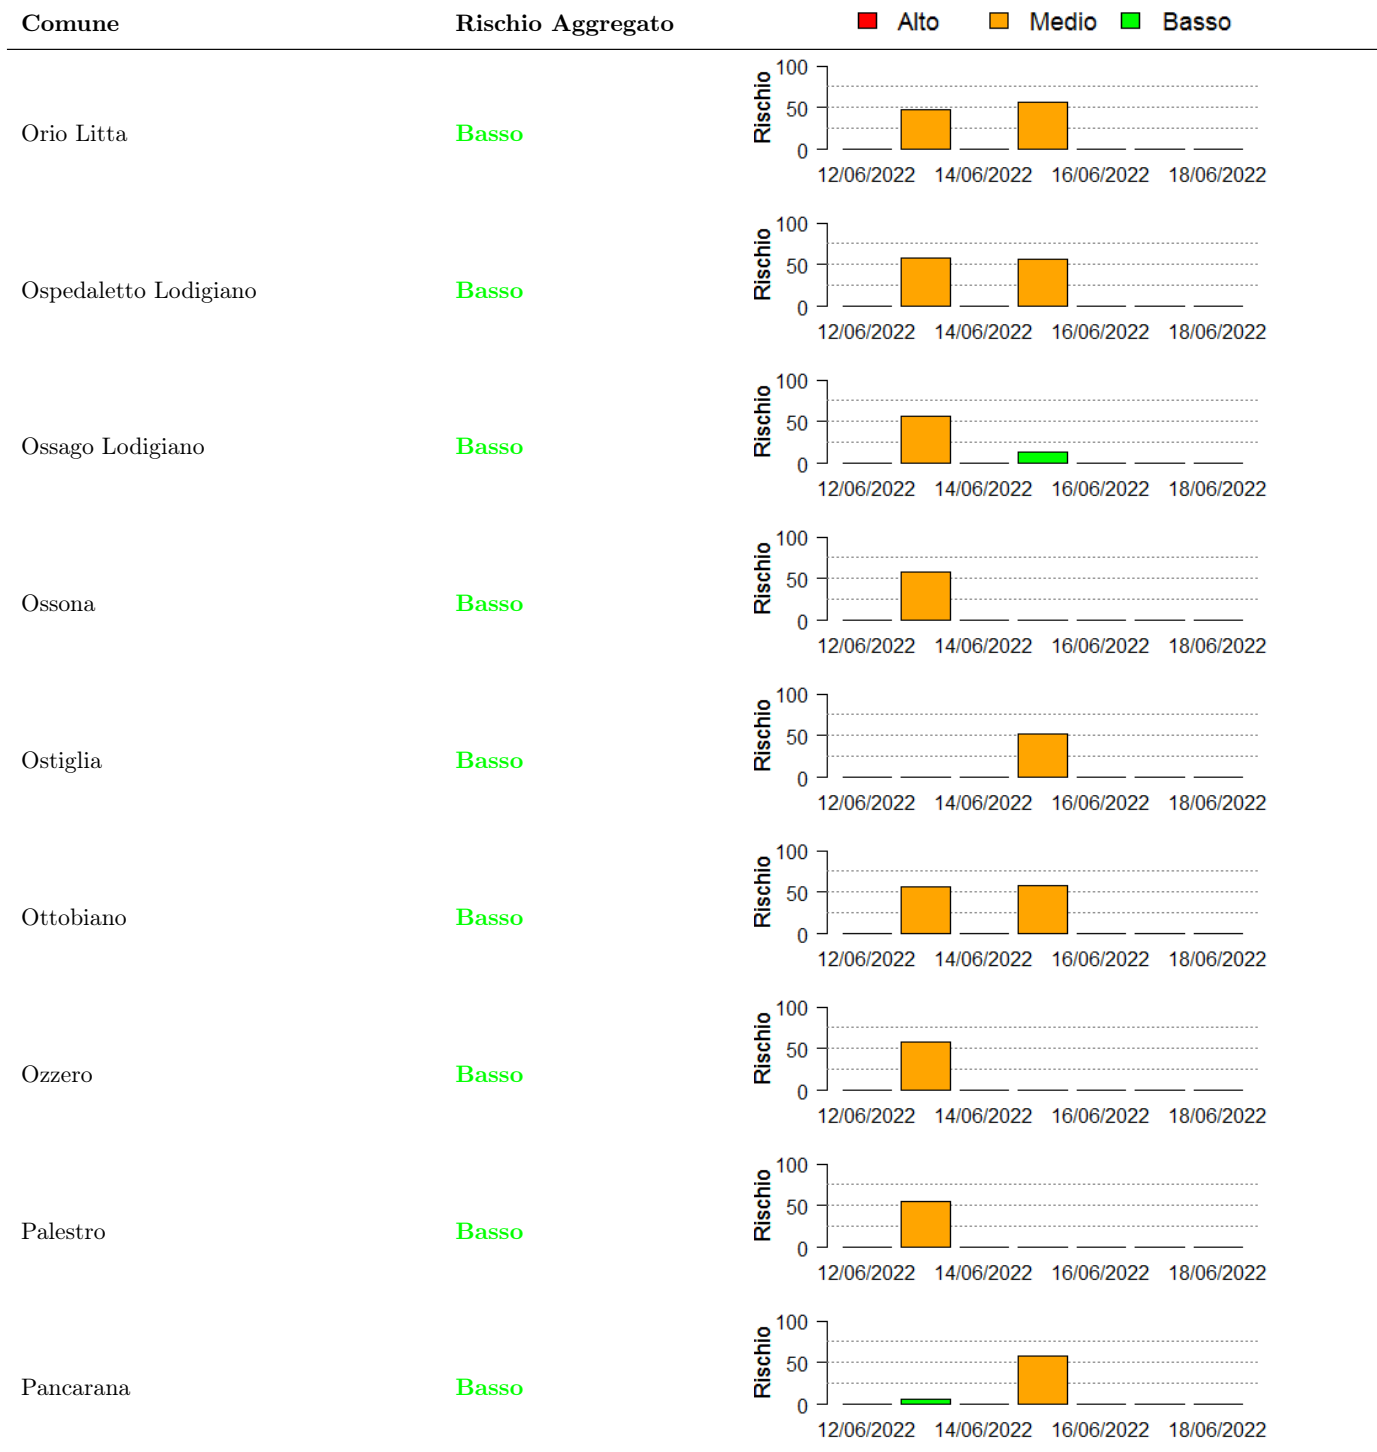 Comune Rischio Aggregato Alto Medio Basso
100
50
0
Rischio
Orio Litta Basso
12/06/2022 14/06/2022 16/06/2022 18/06/2022
100
50
0
Rischio
Ospedaletto Lodigiano Basso
12/06/2022 14/06/2022 16/06/2022 18/06/2022
100
50
0
Rischio
Ossago Lodigiano Basso
12/06/2022 14/06/2022 16/06/2022 18/06/2022
100
50
0
Rischio
Ossona Basso
12/06/2022 14/06/2022 16/06/2022 18/06/2022
100
50
0
Rischio
Ostiglia Basso
12/06/2022 14/06/2022 16/06/2022 18/06/2022
100
50
0
Rischio
Ottobiano Basso
12/06/2022 14/06/2022 16/06/2022 18/06/2022
100
50
0
Rischio
Ozzero Basso
12/06/2022 14/06/2022 16/06/2022 18/06/2022
100
50
0
Rischio
Palestro Basso
12/06/2022 14/06/2022 16/06/2022 18/06/2022
100
50
0
Rischio
Pancarana Basso
12/06/2022 14/06/2022 16/06/2022 18/06/2022